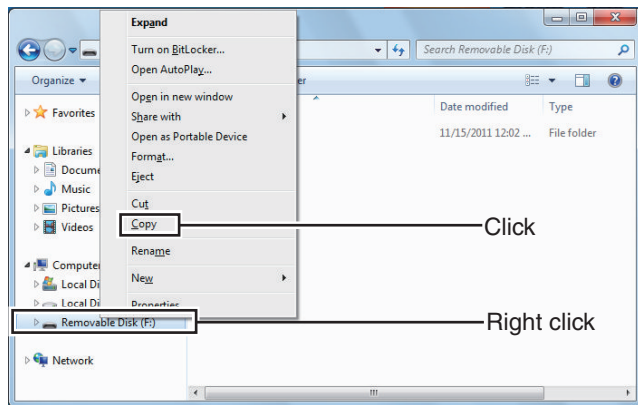 Expand
Turn on BitLocker...
Open AutoPlay...
Open in new window
Share with
Open as Portable Device
Format...
Eject
Cut
Copy
Rename
New
Properties
Search Removable Disk (F:)
Organize
Date modified
Type
11/15/2011 12:02 ...
File folder
Favorites
Libraries
Docume
Music
Pictures
Videos
Compute
Local Di
Local Di
Removable Disk (F:)
Network
Click
Right click